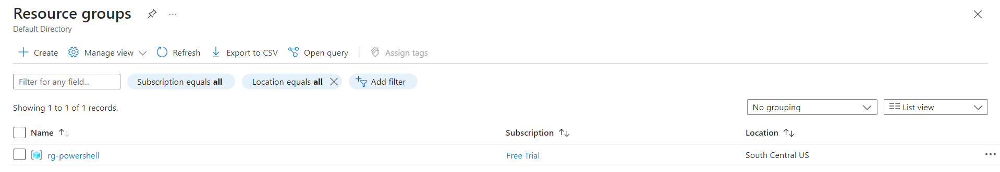 Resource groups ...
Default Directory
Create Manage view Refresh Export to CSV Open query Assign tags
Filter for any field... Subscription equals all Location equals all Add filter
Showing 1 to 1 of 1 records. No grouping List view
Name Subscription Location
rg-powershell Free Trial South Central US ...